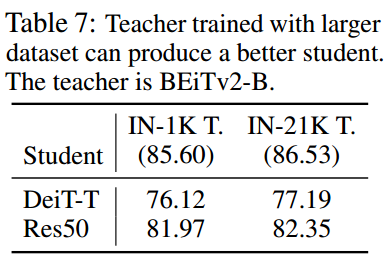 Table 7: Teacher trained with larger
dataset can produce a better student.
The teacher is BEiTv2-B.
IN-1K T. IN-21K T.
Student (85.60) (86.53)
DeiT-T 76.12 77.19
Res50 81.97 82.35